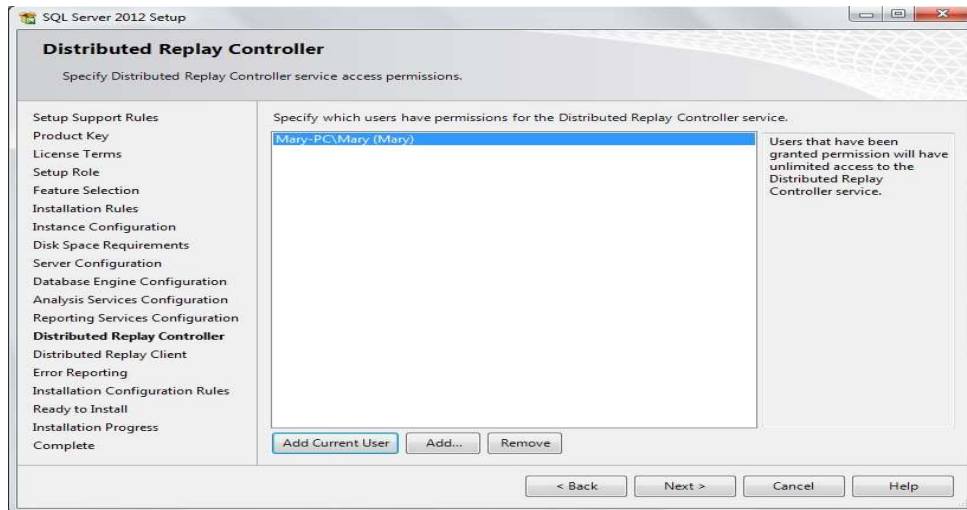 SQL Server 2012 Setup
Distributed Replay Controller
Specify Distributed Replay Controller service access permissions.
Setup Support Rules
Product Key
License Terms
Setup Role
Feature Selection
Installation Rules
Instance Configuration
Disk Space Requirements
Server Configuration
Database Engine Configuration
Analysis Services Configuration
Reporting Services Configuration
Distributed Replay Controller
Distributed Replay Client
Error Reporting
Installation Configuration Rules
Ready to Install
Installation Progress
Complete
Specify which users have permissions for the Distributed Replay Controller service.
Mary-PC\Mary (Mary)
Users that have been
granted permission will have
unlimited access to the
Distributed Replay
Controller service.
Add Current User
Add...
Remove
< Back
Next >
Cancel
Help